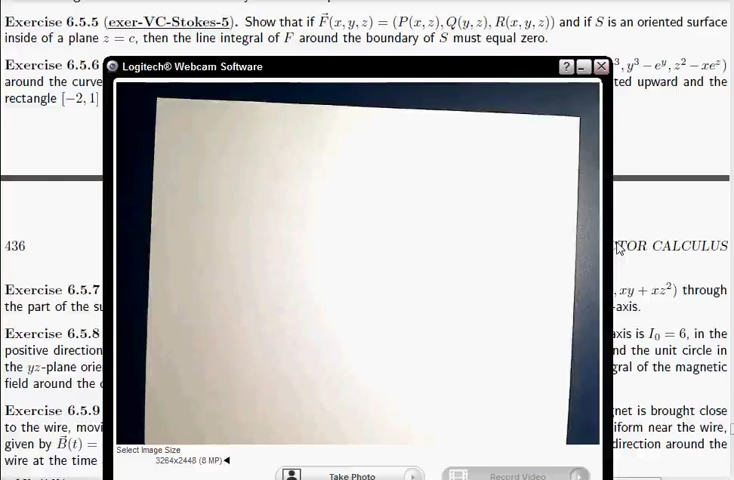 Exercise 6.5.5 (exer-VC-Stokes-5). Show that if F⃗(x, y, z) = (P(x, z), Q(y, z), R(x, y, z)) and if S is an oriented surface
inside of a plane z = c, then the line integral of F around the boundary of S must equal zero.
Exercise 6.5.6 ³, y³ − eʸ, z² − xeᶻ)
around the curve ted upward and the
rectangle [−2, 1]
Logitech® Webcam Software
436 TOR CALCULUS
Exercise 6.5.7 , xy + xz²) through
the part of the su -axis.
Exercise 6.5.8 axis is I₀ = 6, in the
positive direction nd the unit circle in
the yz-plane orie gral of the magnetic
field around the
Exercise 6.5.9 net is brought close
to the wire, movi iform near the wire,
given by B⃗(t) = direction around the
wire at the time
Select Image Size
3264x2448 (8 MP)
Take Photo
Record Video